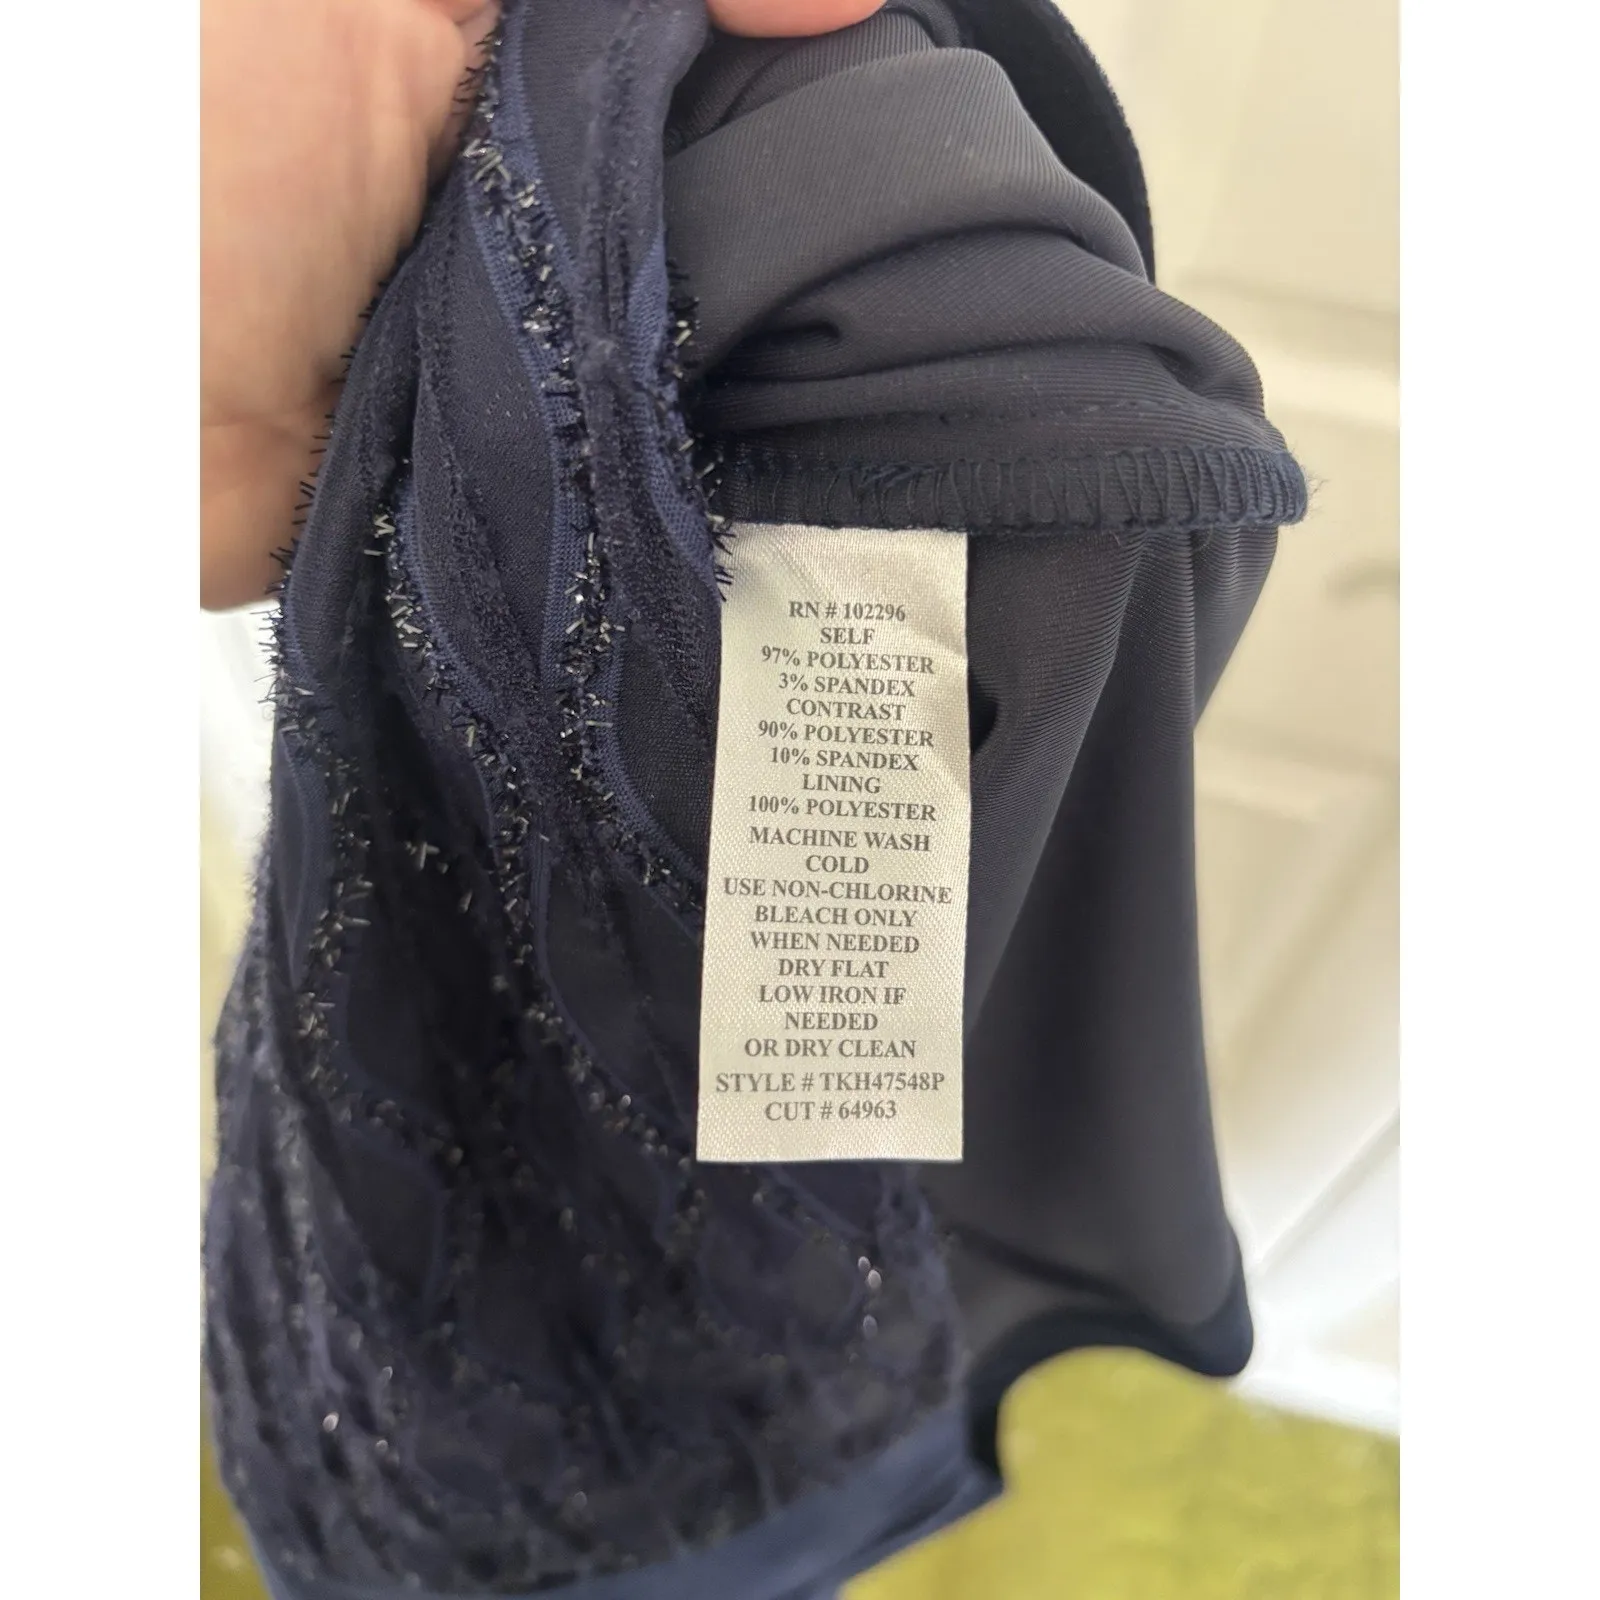 RN # 102296
SELF
97% POLYESTER
3% SPANDEX
CONTRAST
90% POLYESTER
10% SPANDEX
LINING
100% POLYESTER
MACHINE WASH
COLD
USE NON-CHLORINE
BLEACH ONLY
WHEN NEEDED
DRY FLAT
LOW IRON IF
NEEDED
OR DRY CLEAN
STYLE # TKH47548P
CUT # 64963